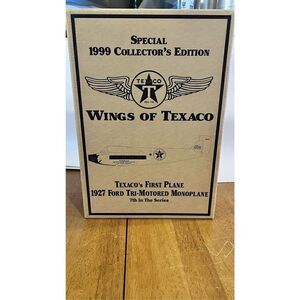 Special
1999 Collector's Edition
TEXACO
T
Wings of Texaco
Texaco's First Plane
1927 Ford Tri-Motored Monoplane
7th In The Series